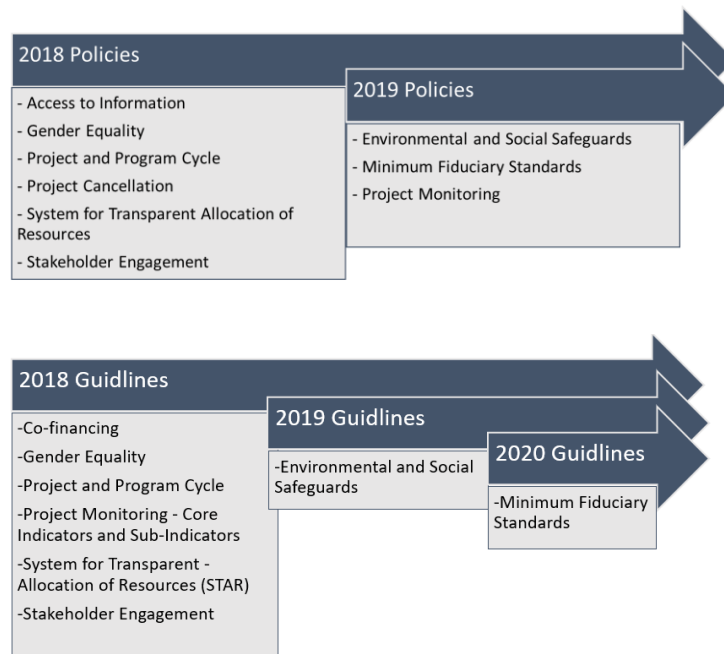 2018 Policies
- Access to Information
- Gender Equality
- Project and Program Cycle
- Project Cancellation
- System for Transparent Allocation of
Resources
- Stakeholder Engagement
2019 Policies
- Environmental and Social Safeguards
- Minimum Fiduciary Standards
- Project Monitoring
2018 Guidlines
-Co-financing
-Gender Equality
-Project and Program Cycle
-Project Monitoring - Core
Indicators and Sub-Indicators
-System for Transparent -
Allocation of Resources (STAR)
-Stakeholder Engagement
2019 Guidlines
-Environmental and Social
Safeguards
2020 Guidlines
-Minimum Fiduciary
Standards